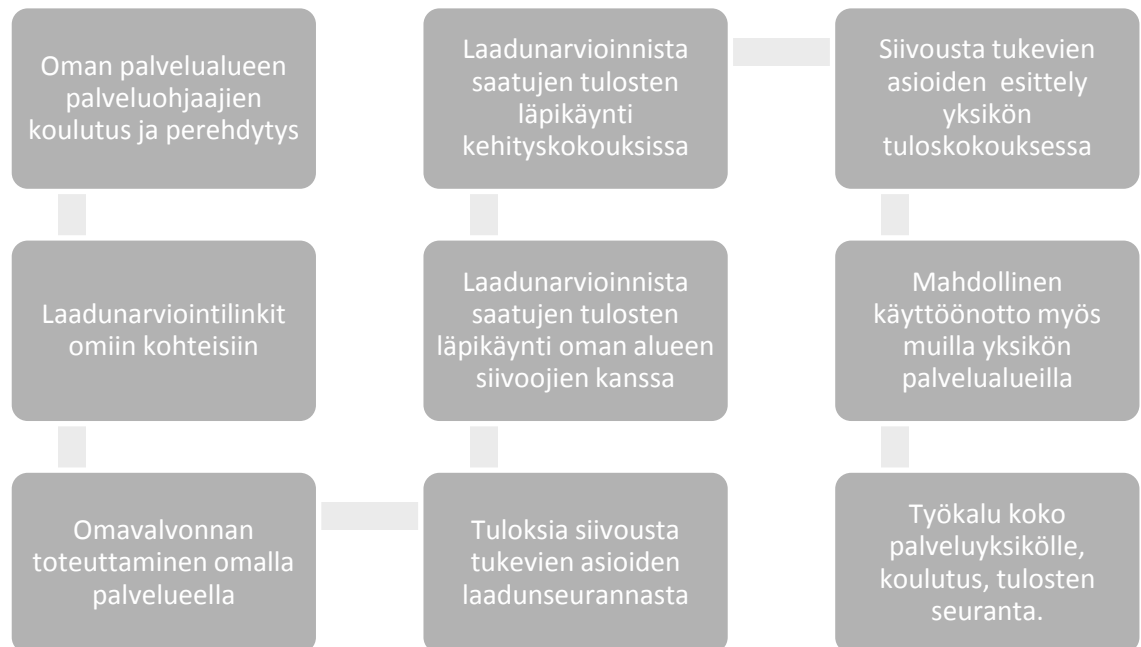 Oman palvelualueen
palveluohjaajien
koulutus ja perehdytys
Laadunarviointilinkit
omiin kohteisiin
Omavalvonnan
toteuttaminen omalla
palvelueella
Tuloksia siivousta
tukevien asioiden
laadunseurannasta
Laadunarvioinnista
saatujen tulosten
läpikäynti oman alueen
siivoojien kanssa
Laadunarvioinnista
saatujen tulosten
läpikäynti
kehityskokouksissa
Siivousta tukevien
asioiden esittely
yksikön
tuloskokouksessa
Mahdollinen
käyttöönotto myös
muilla yksikön
palvelualueilla
Työkalu koko
palveluyksikölle,
koulutus, tulosten
seuranta.